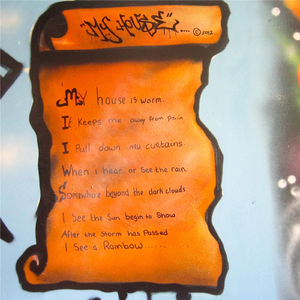 "My House"..... © 2012
My house is worm.
It Keeps me away from pain
I Pull down my curtains.
When i hear or See the rain
Somewhere beyond the dark clouds
I See the Sun begin to Show
After the Storm has Passed
I See a Rainbow......